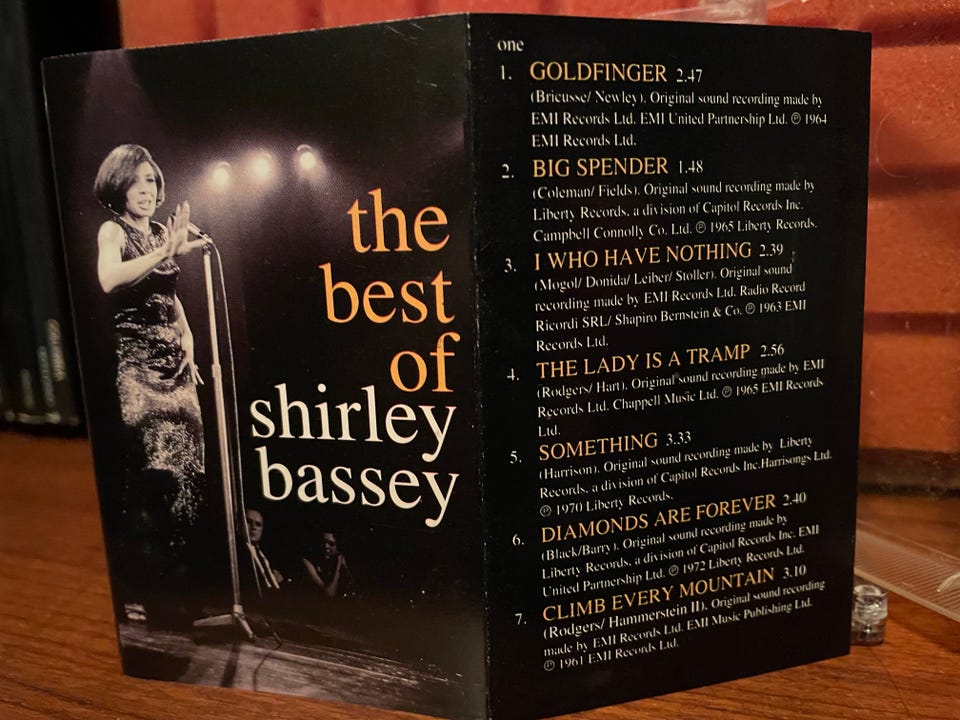 the
best
of
shirley
bassey
one
1. GOLDFINGER 2.47
(Bricusse/ Newley). Original sound recording made by
EMI Records Ltd. EMI United Partnership Ltd. ℗ 1964
EMI Records Ltd.
2. BIG SPENDER 1.48
(Coleman/ Fields). Original sound recording made by
Liberty Records, a division of Capitol Records Inc.
Campbell Connolly Co. Ltd. ℗ 1965 Liberty Records.
3. I WHO HAVE NOTHING 2.39
(Mogol/ Donida/ Leiber/ Stoller). Original sound
recording made by EMI Records Ltd. Radio Record
Ricordi SRL/ Shapiro Bernstein & Co. ℗ 1963 EMI
Records Ltd.
4. THE LADY IS A TRAMP 2.56
(Rodgers/ Hart). Original sound recording made by EMI
Records Ltd. Chappell Music Ltd. ℗ 1965 EMI Records
Ltd.
5. SOMETHING 3.33
(Harrison). Original sound recording made by Liberty
Records, a division of Capitol Records Inc.Harrisongs Ltd.
℗ 1970 Liberty Records.
6. DIAMONDS ARE FOREVER 2.40
(Black/Barry). Original sound recording made by
Liberty Records, a division of Capitol Records Inc. EMI
United Partnership Ltd. ℗ 1972 Liberty Records Ltd.
7. CLIMB EVERY MOUNTAIN 3.10
(Rodgers/ Hammerstein II). Original sound recording
made by EMI Records Ltd. EMI Music Publishing Ltd.
℗ 1961 EMI Records Ltd.